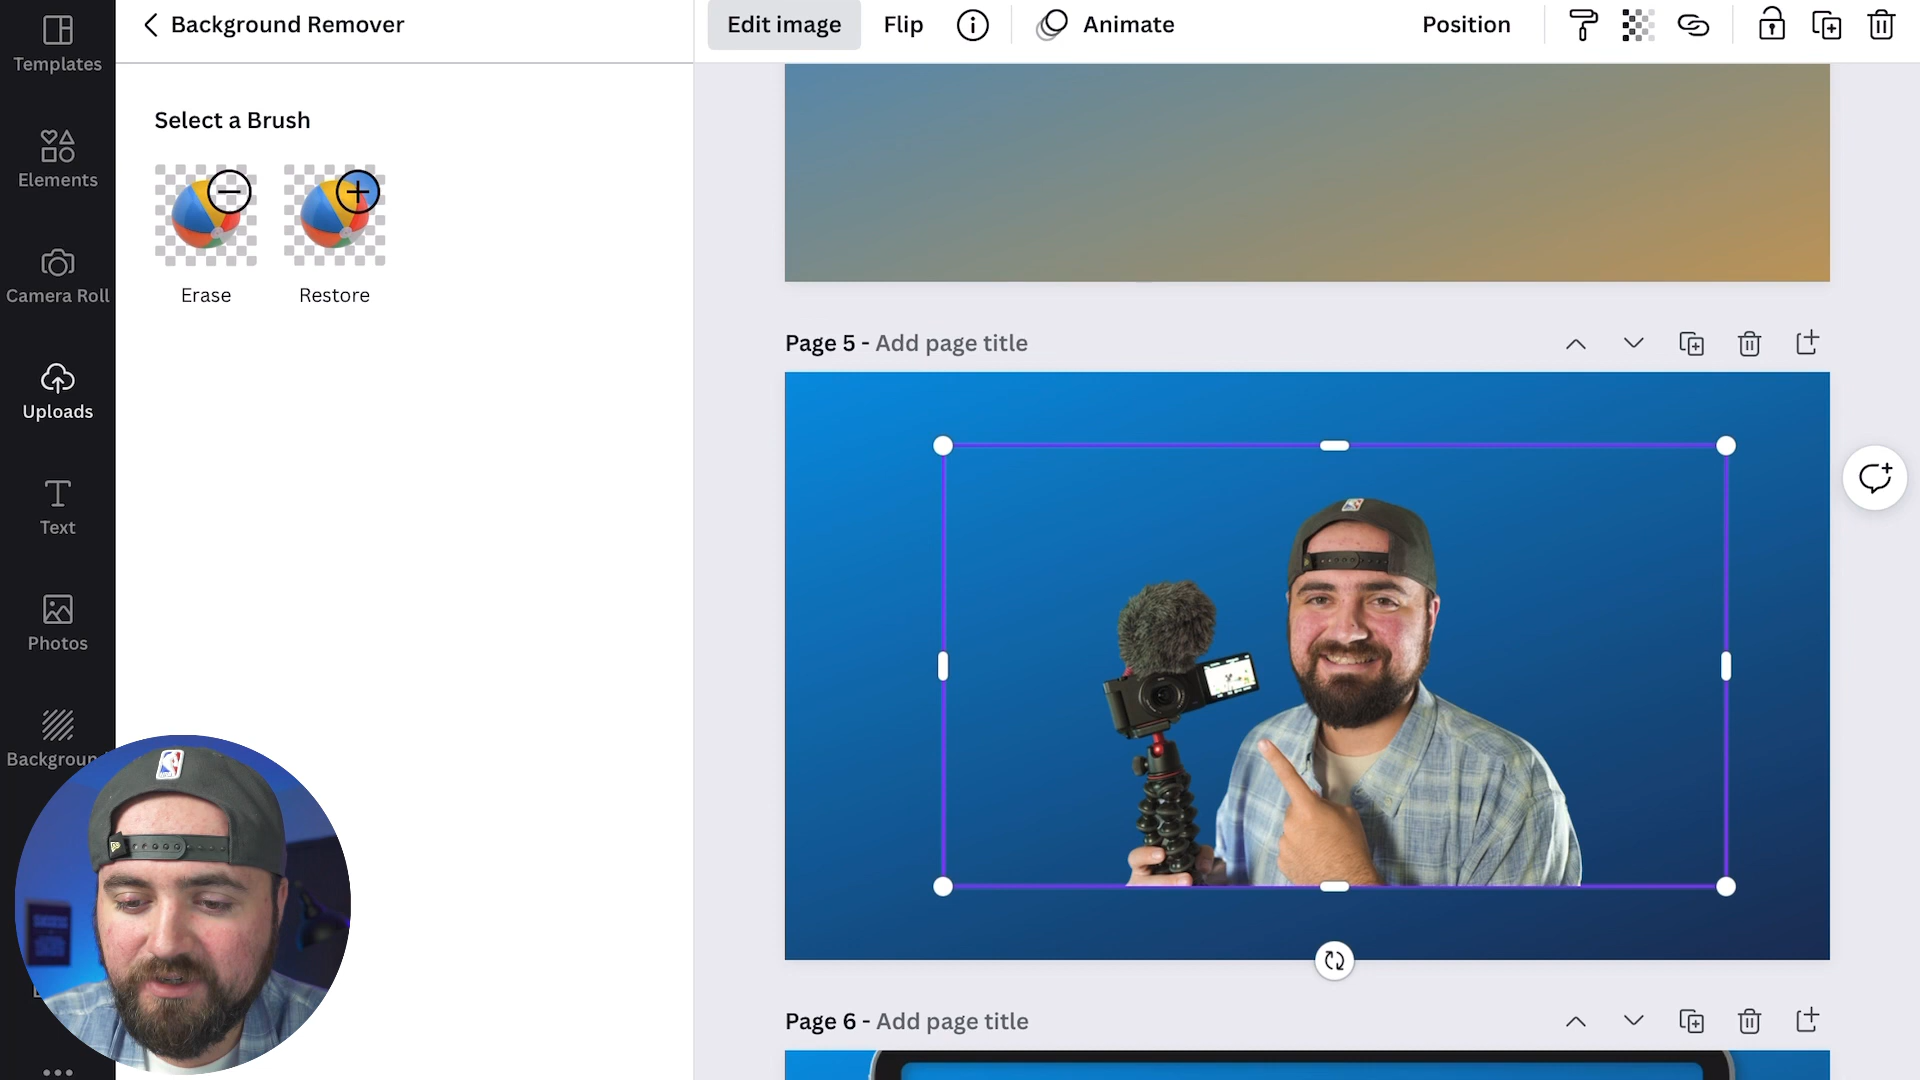 Background Remover
Edit image
Flip
Animate
Position
Templates
Elements
Camera Roll
Uploads
Text
Photos
Select a Brush
Erase
Restore
Page 5 - Add page title
Page 6 - Add page title